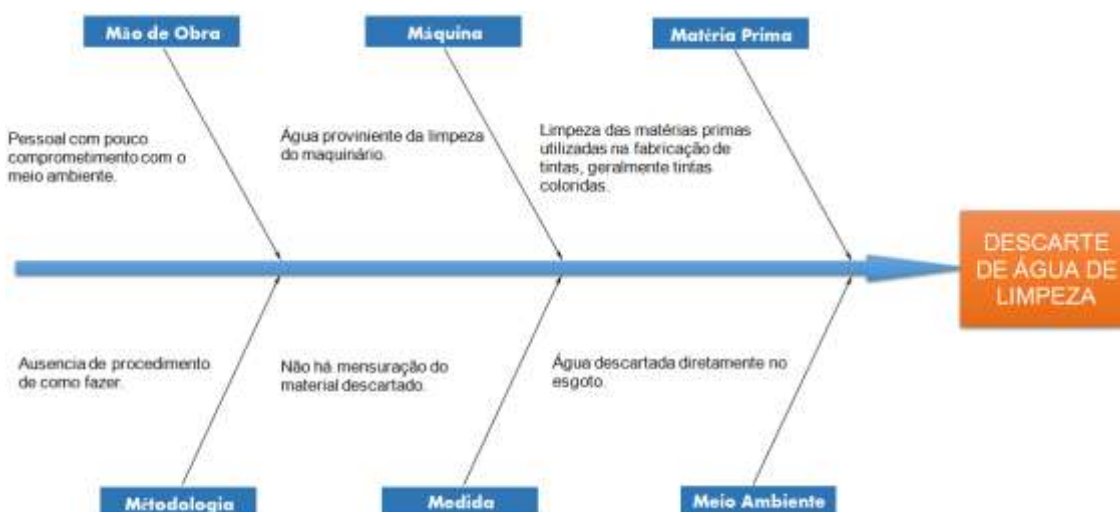 Mão de Obra
Máquina
Matéria Prima
Pessoal com pouco
comprometimento com o
meio ambiente.
Água proviniente da limpeza
do maquinário.
Limpeza das matérias primas
utilizadas na fabricação de
tintas, geralmente tintas
coloridas.
DESCARTE
DE ÁGUA DE
LIMPEZA
Ausencia de procedimento
de como fazer.
Não há mensuração do
material descartado.
Água descartada diretamente no
esgoto.
Métodologia
Medida
Meio Ambiente